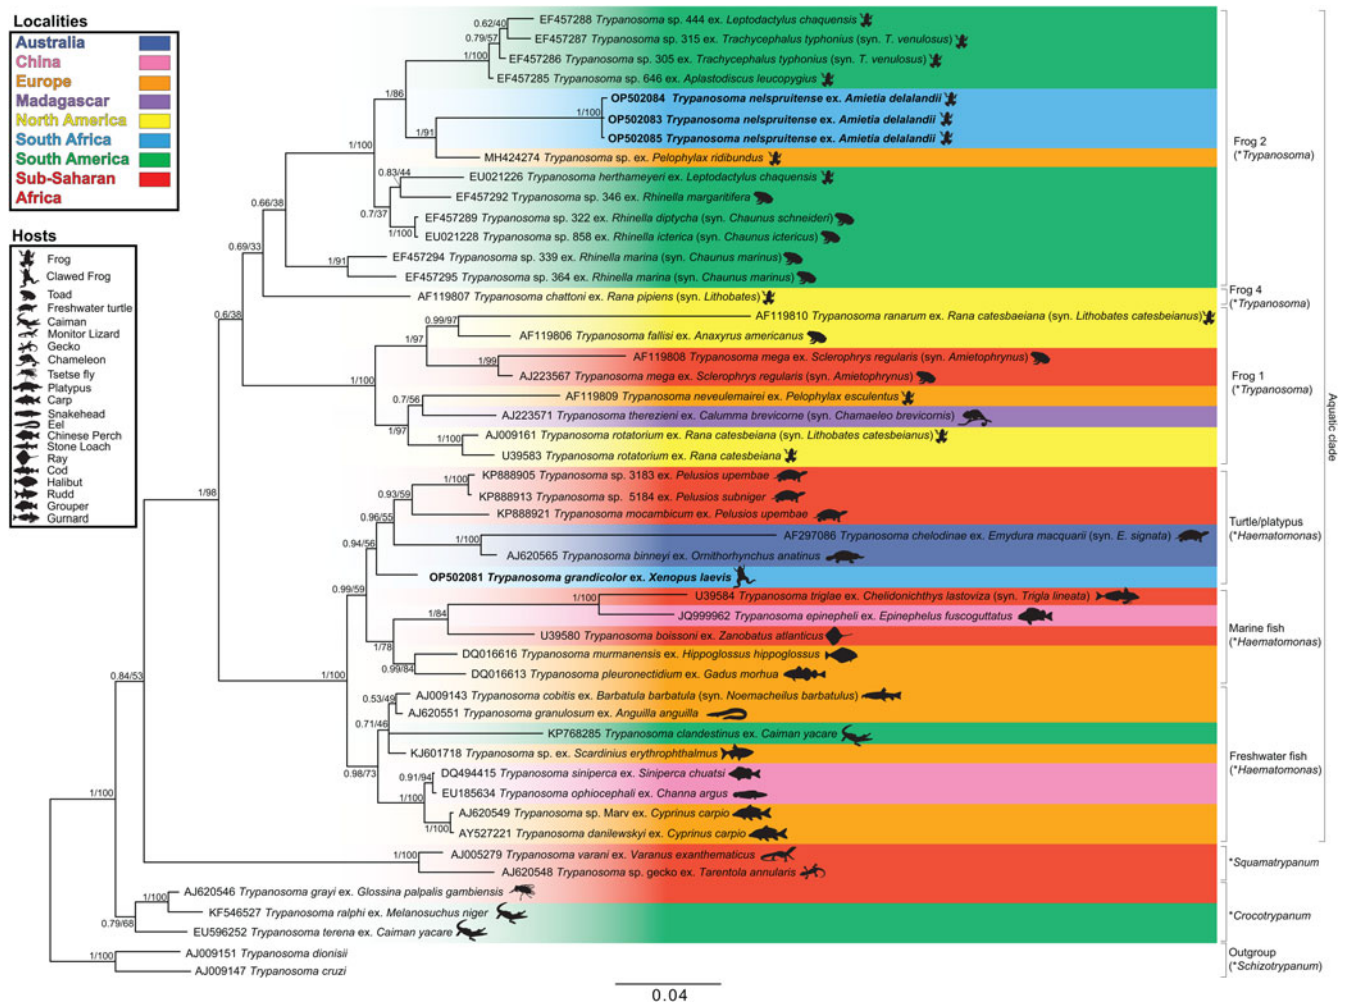 Localities
Australia
China
Europe
Madagascar
North America
South Africa
South America
Sub-Saharan
Africa
Hosts
Frog
Clawed Frog
Toad
Freshwater turtle
Caiman
Monitor Lizard
Gecko
Chameleon
Tsetse fly
Platypus
Carp
Snakehead
Eel
Chinese Perch
Stone Loach
Ray
Cod
Halibut
Rudd
Grouper
Gurnard
EF457288 Trypanosoma sp. 444 ex. Leptodactylus chaquensis
EF457287 Trypanosoma sp. 315 ex. Trachycephalus typhonius (syn. T. venulosus)
EF457286 Trypanosoma sp. 305 ex. Trachycephalus typhonius (syn. T. venulosus)
EF457285 Trypanosoma sp. 646 ex. Aplastodiscus leucopygius
OP502084 Trypanosoma nelspruitense ex. Amietia delalandii
OP502083 Trypanosoma nelspruitense ex. Amietia delalandii
OP502085 Trypanosoma nelspruitense ex. Amietia delalandii
MH424274 Trypanosoma sp. ex. Pelophylax ridibundus
EU021226 Trypanosoma herthameyeri ex. Leptodactylus chaquensis
EF457292 Trypanosoma sp. 346 ex. Rhinella margaritifera
EF457289 Trypanosoma sp. 322 ex. Rhinella diptycha (syn. Chaunus schneideri)
EU021228 Trypanosoma sp. 858 ex. Rhinella icterica (syn. Chaunus ictericus)
EF457294 Trypanosoma sp. 339 ex. Rhinella marina (syn. Chaunus marinus)
EF457295 Trypanosoma sp. 364 ex. Rhinella marina (syn. Chaunus marinus)
AF119807 Trypanosoma chattoni ex. Rana pipiens (syn. Lithobates)
AF119810 Trypanosoma ranarum ex. Rana catesbaeiana (syn. Lithobates catesbeianus)
AF119806 Trypanosoma fallisi ex. Anaxyrus americanus
AF119808 Trypanosoma mega ex. Sclerophrys regularis (syn. Amietophrynus)
AJ223567 Trypanosoma mega ex. Sclerophrys regularis (syn. Amietophrynus)
AF119809 Trypanosoma neveulemairei ex. Pelophylax esculentus
AJ223571 Trypanosoma therezieni ex. Calumma brevicorne (syn. Chamaeleo brevicornis)
AJ009161 Trypanosoma rotatorium ex. Rana catesbeiana (syn. Lithobates catesbeianus)
U39583 Trypanosoma rotatorium ex. Rana catesbeiana
KP888905 Trypanosoma sp. 3183 ex. Pelusios upembae
KP888913 Trypanosoma sp. 5184 ex. Pelusios subniger
KP888921 Trypanosoma mocambicum ex. Pelusios upembae
AF297086 Trypanosoma chelodinae ex. Emydura macquarii (syn. E. signata)
AJ620565 Trypanosoma binneyi ex. Ornithorhynchus anatinus
OP502081 Trypanosoma grandicolor ex. Xenopus laevis
U39584 Trypanosoma triglae ex. Chelidonichthys lastoviza (syn. Trigla lineata)
JQ999962 Trypanosoma epinepheli ex. Epinephelus fuscoguttatus
U39580 Trypanosoma boissoni ex. Zanobatus atlanticus
DQ016616 Trypanosoma murmanensis ex. Hippoglossus hippoglossus
DQ016613 Trypanosoma pleuronectidium ex. Gadus morhua
AJ009143 Trypanosoma cobitis ex. Barbatula barbatula (syn. Noemacheilus barbatulus)
AJ620551 Trypanosoma granulosum ex. Anguilla anguilla
KP768285 Trypanosoma clandestinus ex. Caiman yacare
KJ601718 Trypanosoma sp. ex. Scardinius erythrophthalmus
DQ494415 Trypanosoma siniperca ex. Siniperca chuatsi
EU185634 Trypanosoma ophiocephali ex. Channa argus
AJ620549 Trypanosoma sp. Marv ex. Cyprinus carpio
AY527221 Trypanosoma danilewskyi ex. Cyprinus carpio
AJ005279 Trypanosoma varani ex. Varanus exanthematicus
AJ620548 Trypanosoma sp. gecko ex. Tarentola annularis
AJ620546 Trypanosoma grayi ex. Glossina palpalis gambiensis
KF546527 Trypanosoma ralphi ex. Melanosuchus niger
EU596252 Trypanosoma terena ex. Caiman yacare
AJ009151 Trypanosoma dionisii
AJ009147 Trypanosoma cruzi
0.62/40
0.79/57
1/100
1/86
1/100
1/91
1/100
0.83/44
0.7/37
1/100
0.66/38
1/91
0.69/33
0.6/38
0.99/97
1/97
1/99
1/100
0.7/56
1/97
1/100
1/98
1/100
0.93/59
0.96/55
1/100
0.94/56
0.99/59
1/100
1/84
1/78
0.99/84
1/100
0.84/53
0.53/49
0.71/46
0.98/73
0.91/94
1/100
1/100
1/100
1/100
1/100
0.79/68
1/100
Frog 2
(*Trypanosoma)
Frog 4
(*Trypanosoma)
Frog 1
(*Trypanosoma)
Turtle/platypus
(*Haematomonas)
Marine fish
(*Haematomonas)
Freshwater fish
(*Haematomonas)
*Squamatrypanum
*Crocotrypanum
Outgroup
(*Schizotrypanum)
Aquatic clade
0.04